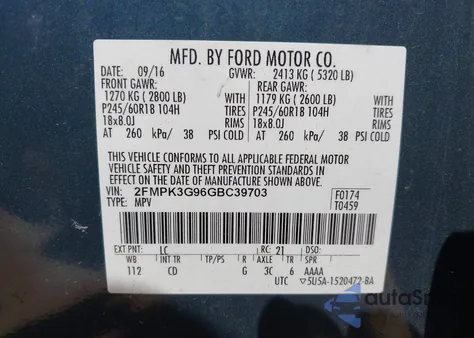 MFD. BY FORD MOTOR CO.
DATE: 09/16 GVWR: 2413 KG ( 5320 LB)
FRONT GAWR: REAR GAWR:
1270 KG ( 2800 LB) WITH 1179 KG ( 2600 LB) WITH
P245/60R18 104H TIRES P245/60R18 104H TIRES
18x8.0J RIMS 18x8.0J RIMS
AT 260 kPa/ 38 PSI COLD AT 260 kPa/ 38 PSI COLD
THIS VEHICLE CONFORMS TO ALL APPLICABLE FEDERAL MOTOR
VEHICLE SAFETY AND THEFT PREVENTION STANDARDS IN
EFFECT ON THE DATE OF MANUFACTURE SHOWN ABOVE.
VIN: 2FMPK3G96GBC39703 F0174
TYPE: MPV T0459
EXT PNT: LC RC: 21 DSO:
WB INT TR TP/PS R AXLE TR SPR
112 CD G 3C 6 AAAA
UTC ▽5U5A-1520472-BA